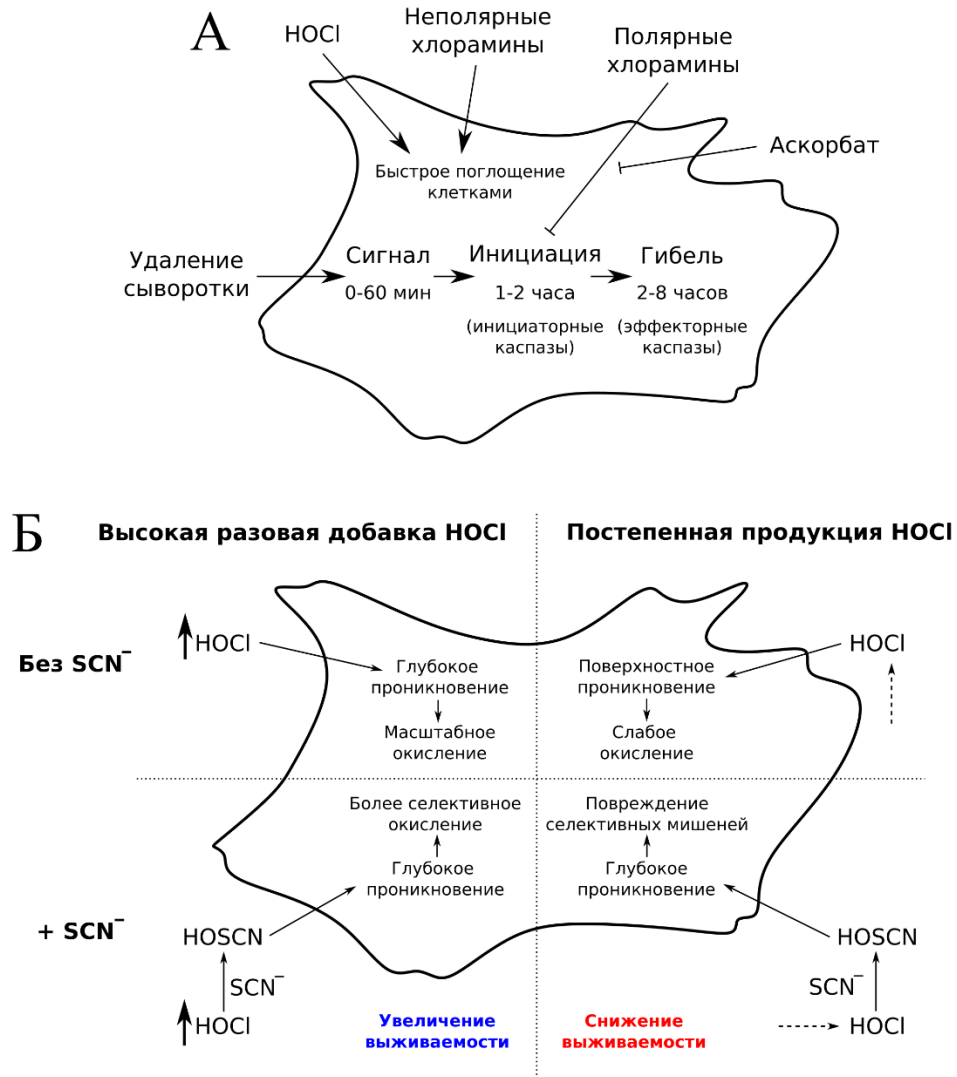 А
HOCl
Неполярные
хлорамины
Полярные
хлорамины
Аскорбат
Быстрое поглощение
клетками
Удаление
сыворотки
Сигнал
0-60 мин
Инициация
1-2 часа
(инициаторные
каспазы)
Гибель
2-8 часов
(эффекторные
каспазы)
Б
Высокая разовая добавка HOCl
Постепенная продукция HOCl
Без SCN⁻
HOCl
Глубокое
проникновение
Масштабное
окисление
Поверхностное
проникновение
Слабое
окисление
HOCl
+ SCN⁻
Более селективное
окисление
Глубокое
проникновение
HOSCN
SCN⁻
HOCl
Повреждение
селективных мишеней
Глубокое
проникновение
HOSCN
SCN⁻
HOCl
Увеличение
выживаемости
Снижение
выживаемости